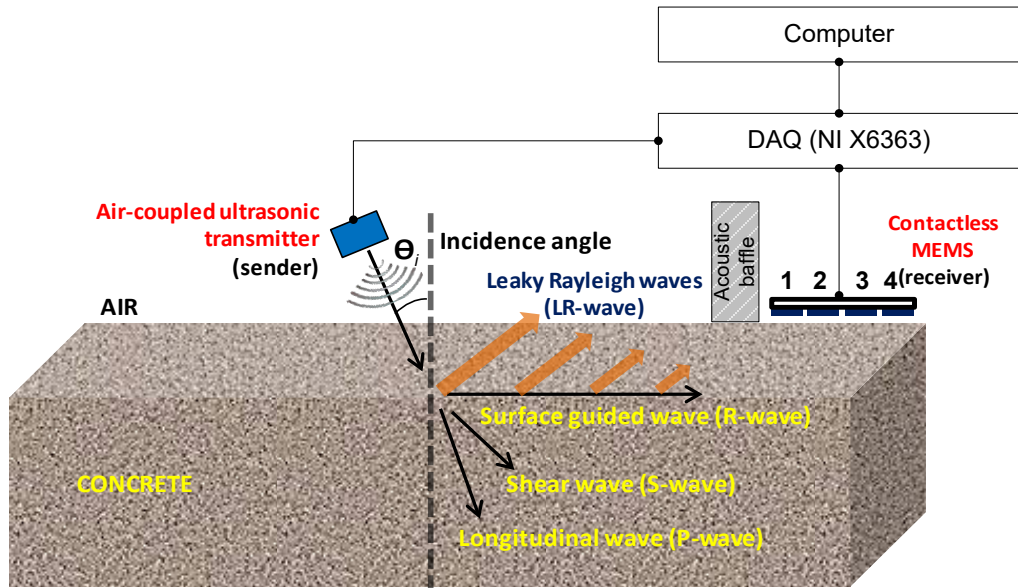 Computer
DAQ (NI X6363)
Air-coupled ultrasonic
transmitter
(sender)
Θi
Incidence angle
Leaky Rayleigh waves
(LR-wave)
Acoustic
baffle
Contactless
MEMS
(receiver)
1 2 3 4
AIR
Surface guided wave (R-wave)
CONCRETE
Shear wave (S-wave)
Longitudinal wave (P-wave)